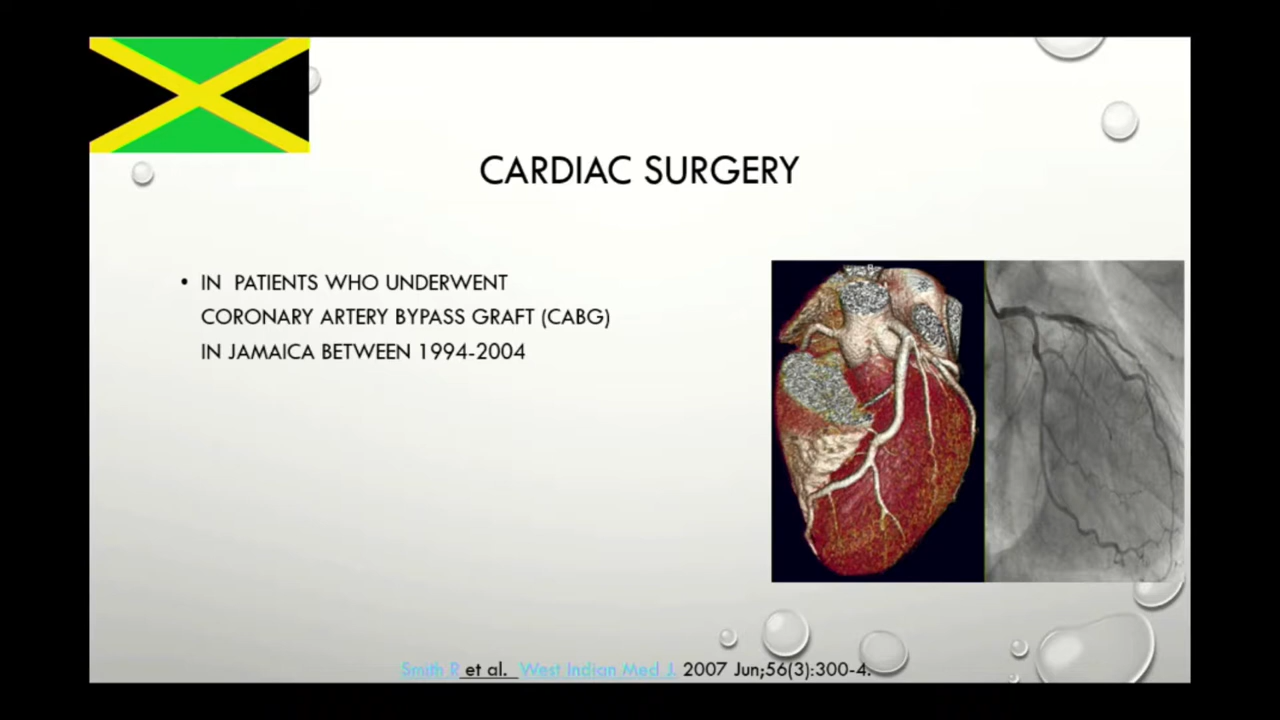 CARDIAC SURGERY
• IN PATIENTS WHO UNDERWENT
CORONARY ARTERY BYPASS GRAFT (CABG)
IN JAMAICA BETWEEN 1994-2004
Smith R et al. West Indian Med J. 2007 Jun;56(3):300-4.